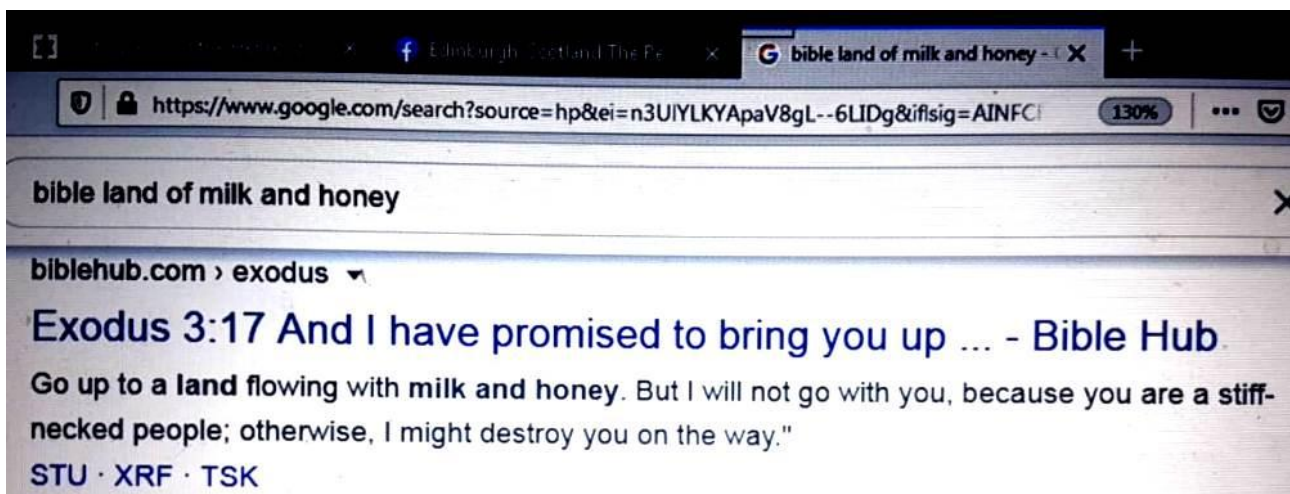 Edinburgh Scotland The Pe
bible land of milk and honey - (
https://www.google.com/search?source=hp&ei=n3UIYLKYApaV8gL--6LIDg&iflsig=AINFC
130%
bible land of milk and honey
biblehub.com › exodus
Exodus 3:17 And I have promised to bring you up ... - Bible Hub
Go up to a land flowing with milk and honey. But I will not go with you, because you are a stiff-
necked people; otherwise, I might destroy you on the way."
STU · XRF · TSK